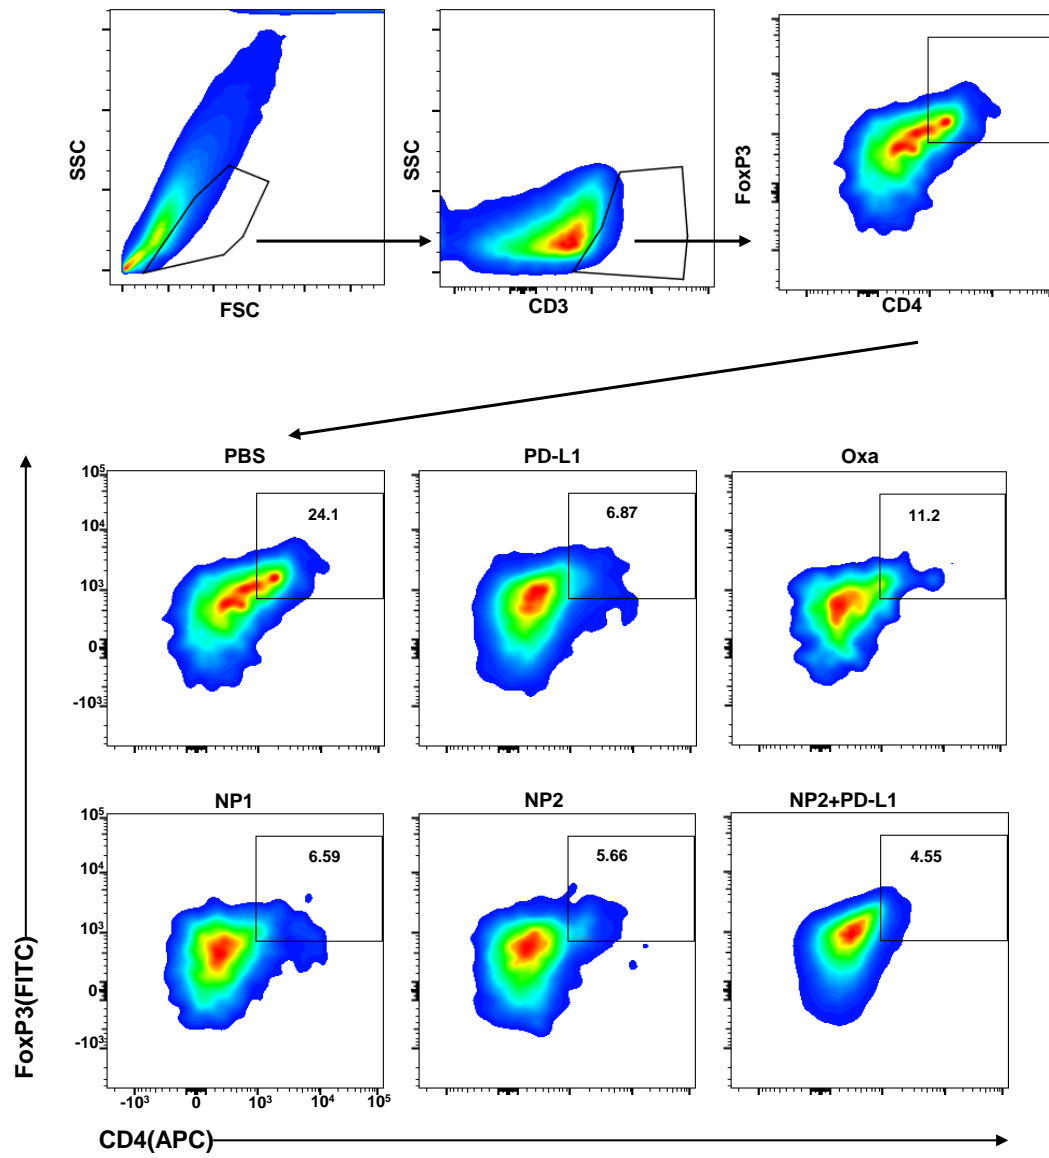 SSC
FSC
SSC
CD3
FoxP3
CD4
PBS
PD-L1
Oxa
10⁵
10⁴
10³
0
-10³
24.1
6.87
11.2
NP1
NP2
NP2+PD-L1
10⁵
10⁴
10³
0
-10³
6.59
5.66
4.55
-10³ 0 10³ 10⁴ 10⁵
FoxP3(FITC)
CD4(APC)